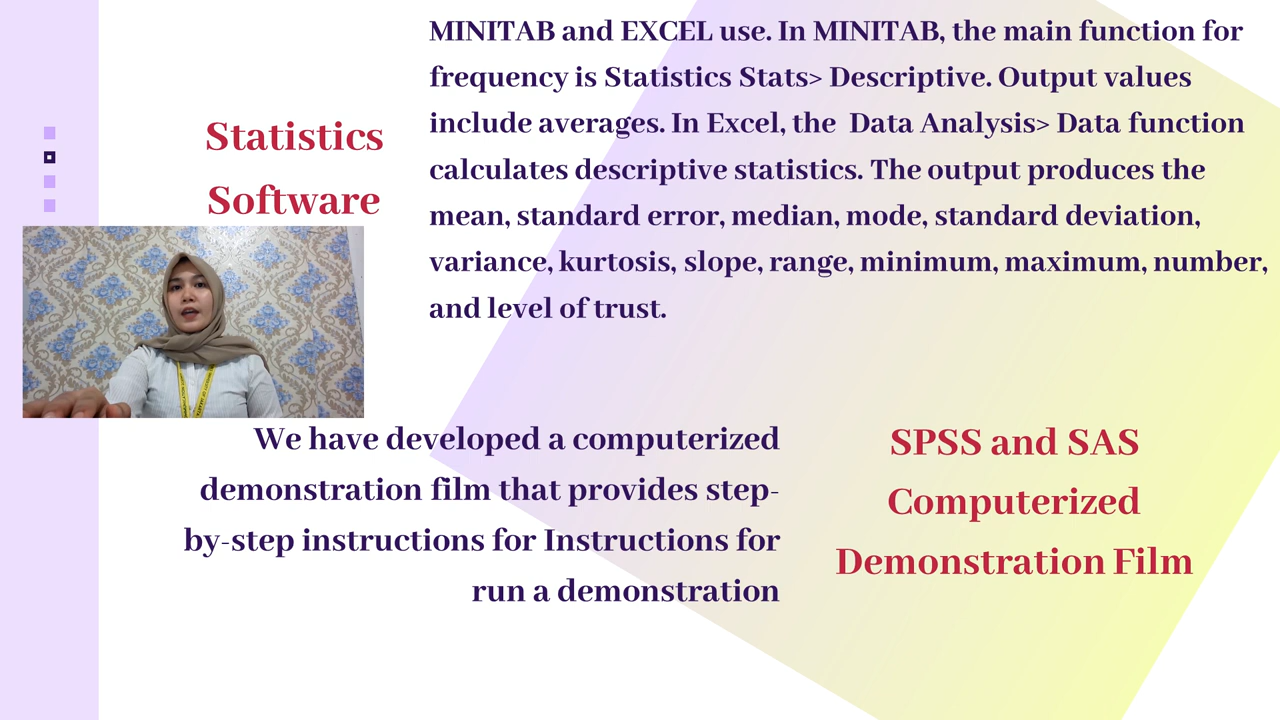 Statistics
Software
MINITAB and EXCEL use. In MINITAB, the main function for
frequency is Statistics Stats> Descriptive. Output values
include averages. In Excel, the Data Analysis> Data function
calculates descriptive statistics. The output produces the
mean, standard error, median, mode, standard deviation,
variance, kurtosis, slope, range, minimum, maximum, number,
and level of trust.
We have developed a computerized
demonstration film that provides step-
by-step instructions for Instructions for
run a demonstration
SPSS and SAS
Computerized
Demonstration Film